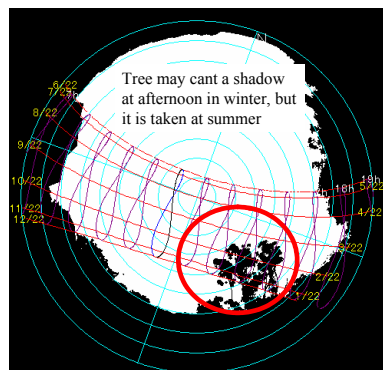 N
Tree may cant a shadow
at afternoon in winter, but
it is taken at summer
6/22
7h
8/22
9/22
10/22
11/22
12/22
19h
18h
5/22
4/22
3/22
2/22
1/22